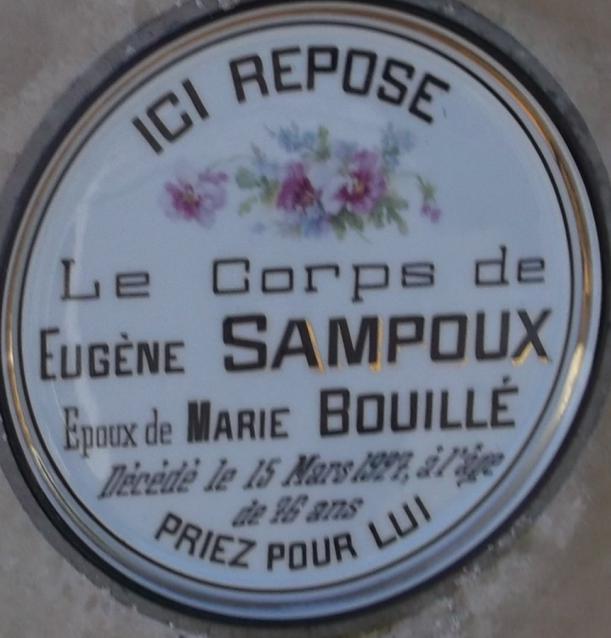 ICI REPOSE
Le Corps de
EUGÈNE SAMPOUX
Epoux de MARIE BOUILLÉ
Décédé le 15 Mars à l'âge
de ans
PRIEZ POUR LUI